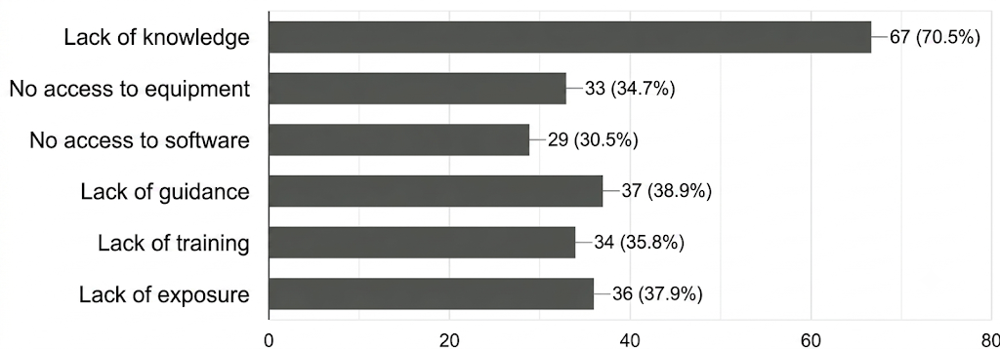 Lack of knowledge 67 (70.5%)
No access to equipment 33 (34.7%)
No access to software 29 (30.5%)
Lack of guidance 37 (38.9%)
Lack of training 34 (35.8%)
Lack of exposure 36 (37.9%)
0 20 40 60 80